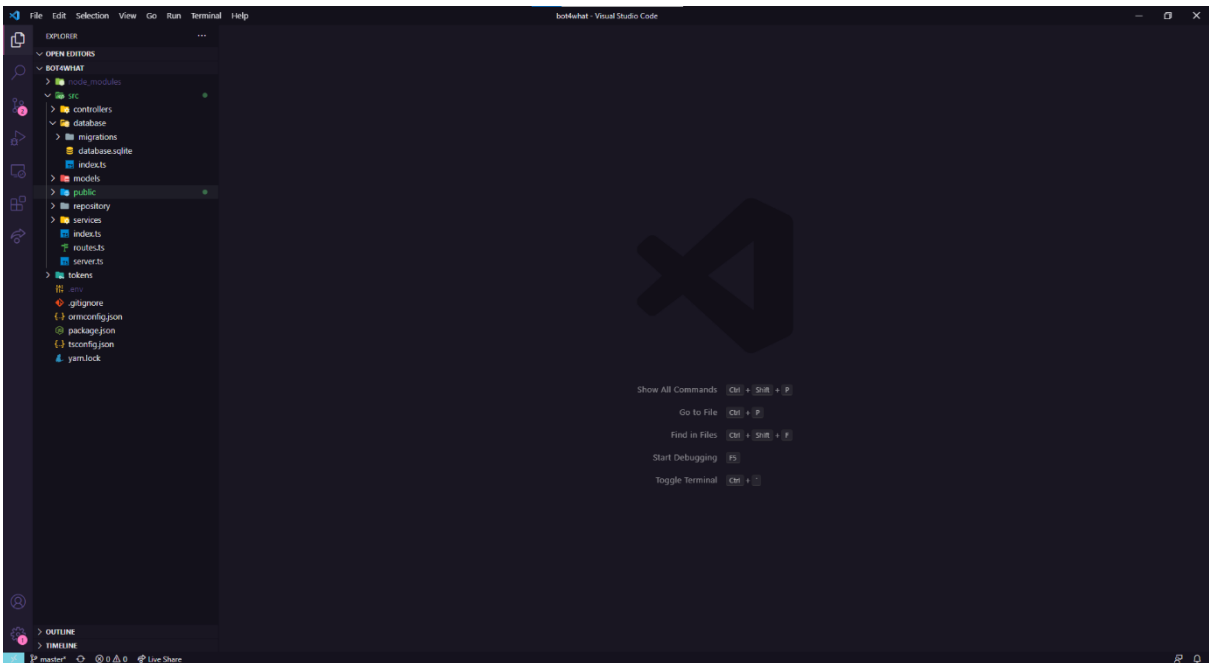 File Edit Selection View Go Run Terminal Help
bot4what - Visual Studio Code
EXPLORER
...
OPEN EDITORS
BOT4WHAT
node_modules
src
controllers
database
migrations
database.sqlite
index.ts
models
public
repository
services
index.ts
routes.ts
server.ts
tokens
.env
.gitignore
{..} ormconfig.json
package.json
{..} tsconfig.json
yarn.lock
2
Show All Commands Ctrl + Shift + P
Go to File Ctrl + P
Find in Files Ctrl + Shift + F
Start Debugging F5
Toggle Terminal Ctrl + `
1
OUTLINE
TIMELINE
master* 0 0 Live Share